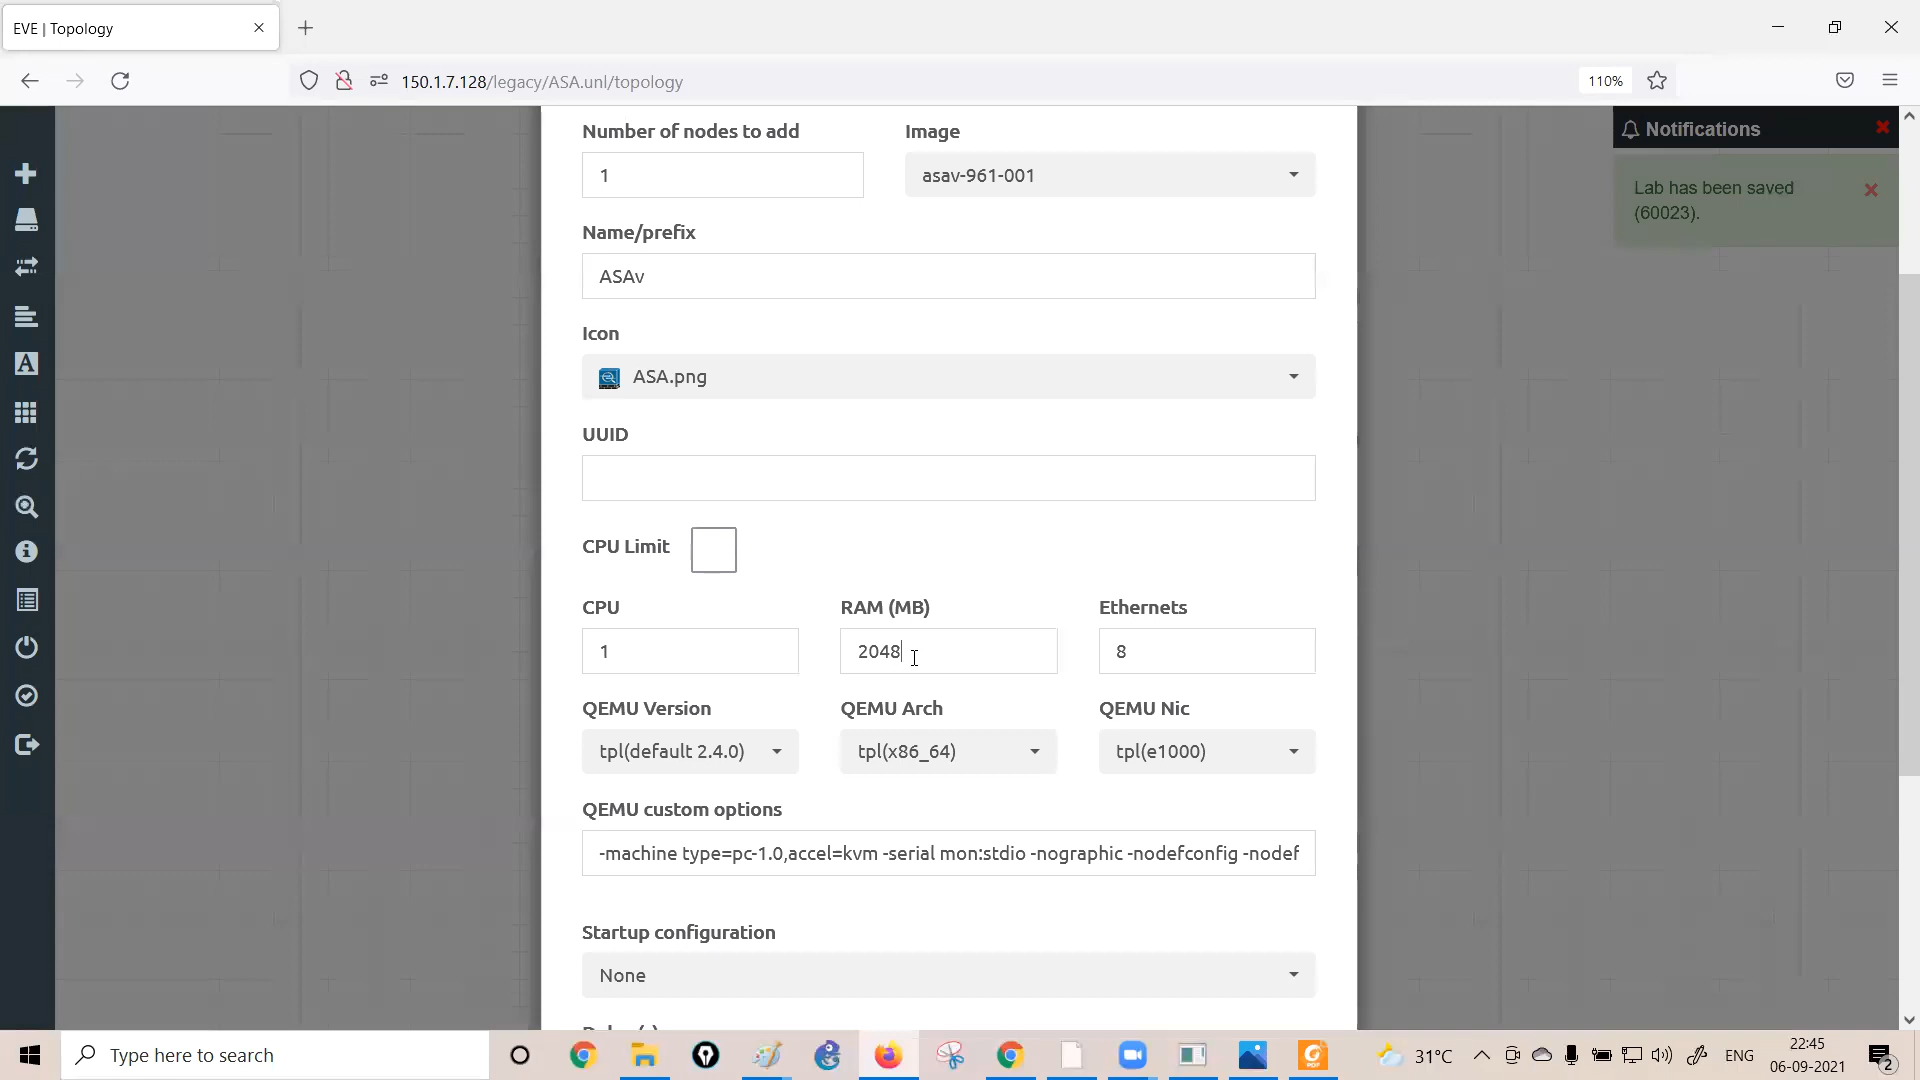 EVE | Topology
150.1.7.128/legacy/ASA.unl/topology
110%
Number of nodes to add
Image
1
asav-961-001
Name/prefix
ASAv
Icon
ASA.png
UUID
CPU Limit
CPU
RAM (MB)
Ethernets
1
2048
8
QEMU Version
QEMU Arch
QEMU Nic
tpl(default 2.4.0)
tpl(x86_64)
tpl(e1000)
QEMU custom options
-machine type=pc-1.0,accel=kvm -serial mon:stdio -nographic -nodefconfig -nodef
Startup configuration
None
Notifications
Lab has been saved
(60023).
Type here to search
31°C
ENG
22:45
06-09-2021
2